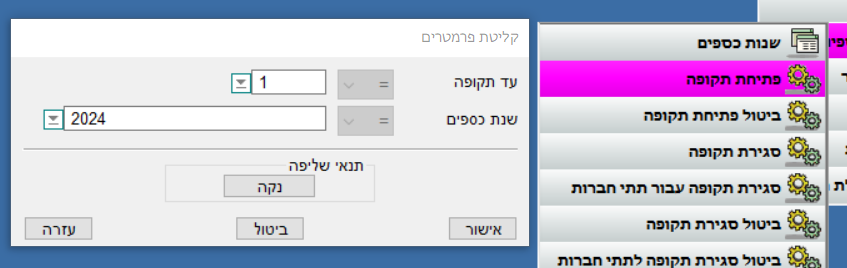 שנות כספים
פתיחת תקופה
ביטול פתיחת תקופה
סגירת תקופה
סגירת תקופה עבור תתי חברות
ביטול סגירת תקופה
ביטול סגירת תקופה לתתי חברות
קליטת פרמטרים
עד תקופה = 1
שנת כספים = 2024
תנאי שליפה
נקה
אישור ביטול עזרה